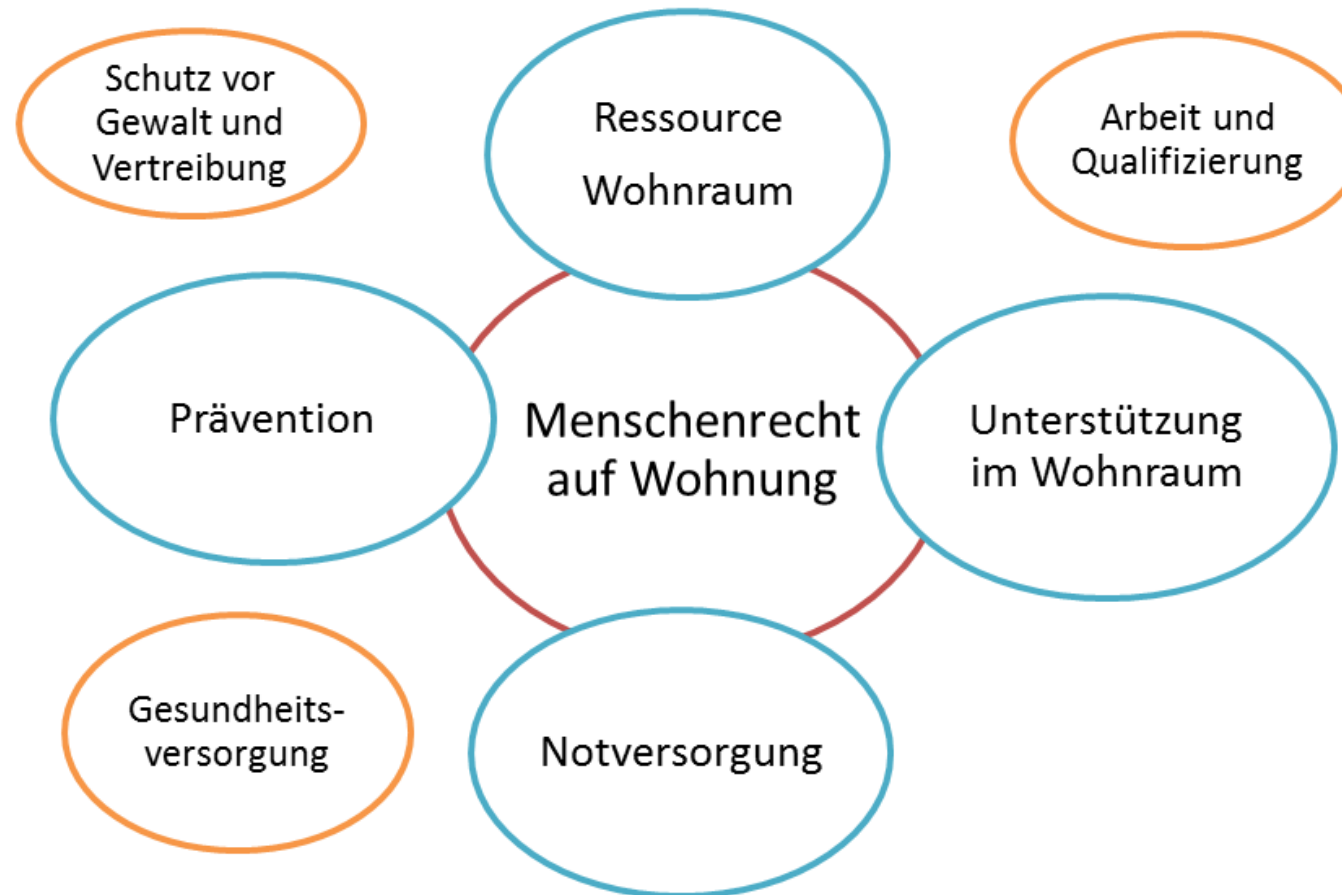 Schutz vor
Gewalt und
Vertreibung
Ressource
Wohnraum
Arbeit und
Qualifizierung
Prävention
Menschenrecht
auf Wohnung
Unterstützung
im Wohnraum
Gesundheits-
versorgung
Notversorgung